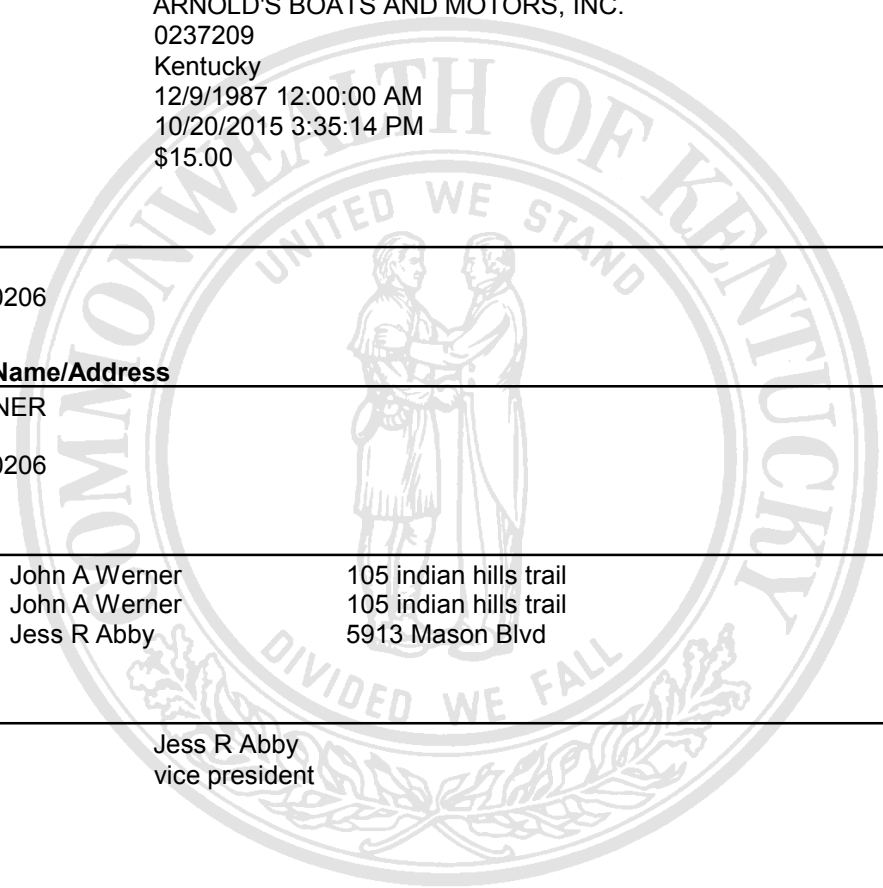 ARNOLD'S BOATS AND MOTORS, INC.
0237209
Kentucky
12/9/1987 12:00:00 AM
10/20/2015 3:35:14 PM
$15.00
COMMONWEALTH OF KENTUCKY
UNITED WE STAND
0206
Name/Address
NER
0206
John A Werner 105 indian hills trail
John A Werner 105 indian hills trail
Jess R Abby 5913 Mason Blvd
DIVIDED WE FALL
Jess R Abby
vice president